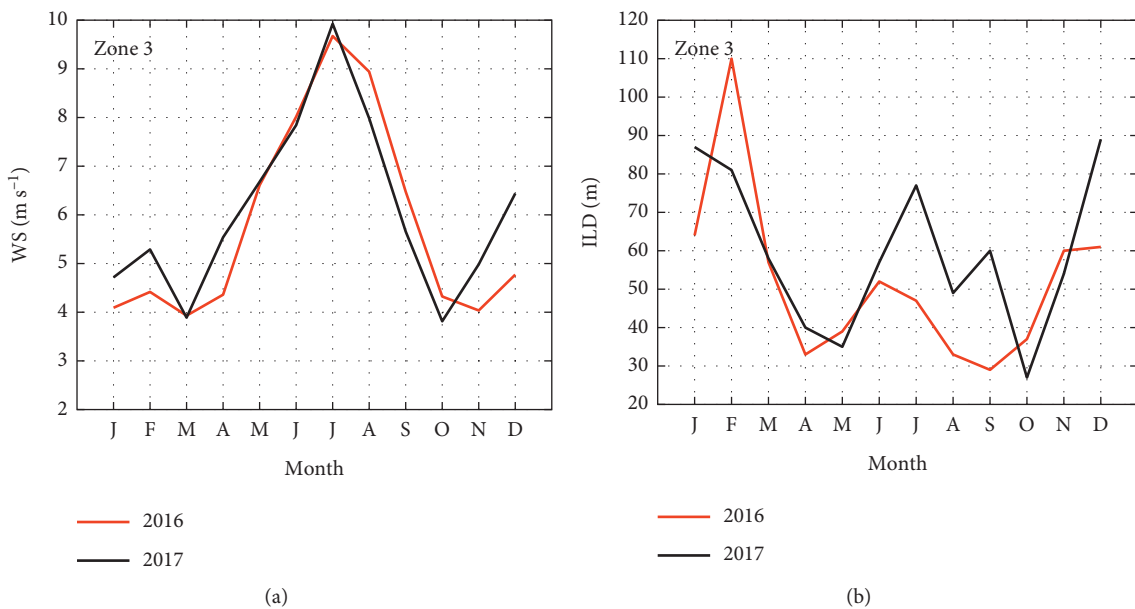 10
9
8
7
6
5
4
3
2
WS (m s⁻¹)
Zone 3
J F M A M J J A S O N D
Month
2016
2017
(a)
120
110
100
90
80
70
60
50
40
30
20
ILD (m)
Zone 3
J F M A M J J A S O N D
Month
2016
2017
(b)